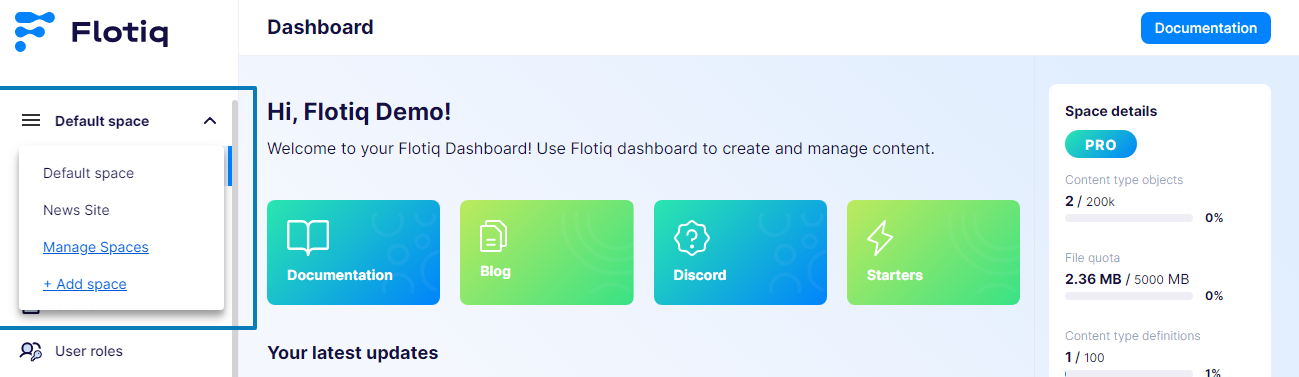 Flotiq
Dashboard
Documentation
Default space
Default space
News Site
Manage Spaces
+ Add space
User roles
Hi, Flotiq Demo!
Welcome to your Flotiq Dashboard! Use Flotiq dashboard to create and manage content.
Documentation
Blog
Discord
Starters
Your latest updates
Space details
PRO
Content type objects
2 / 200k
0%
File quota
2.36 MB / 5000 MB
0%
Content type definitions
1 / 100
1%